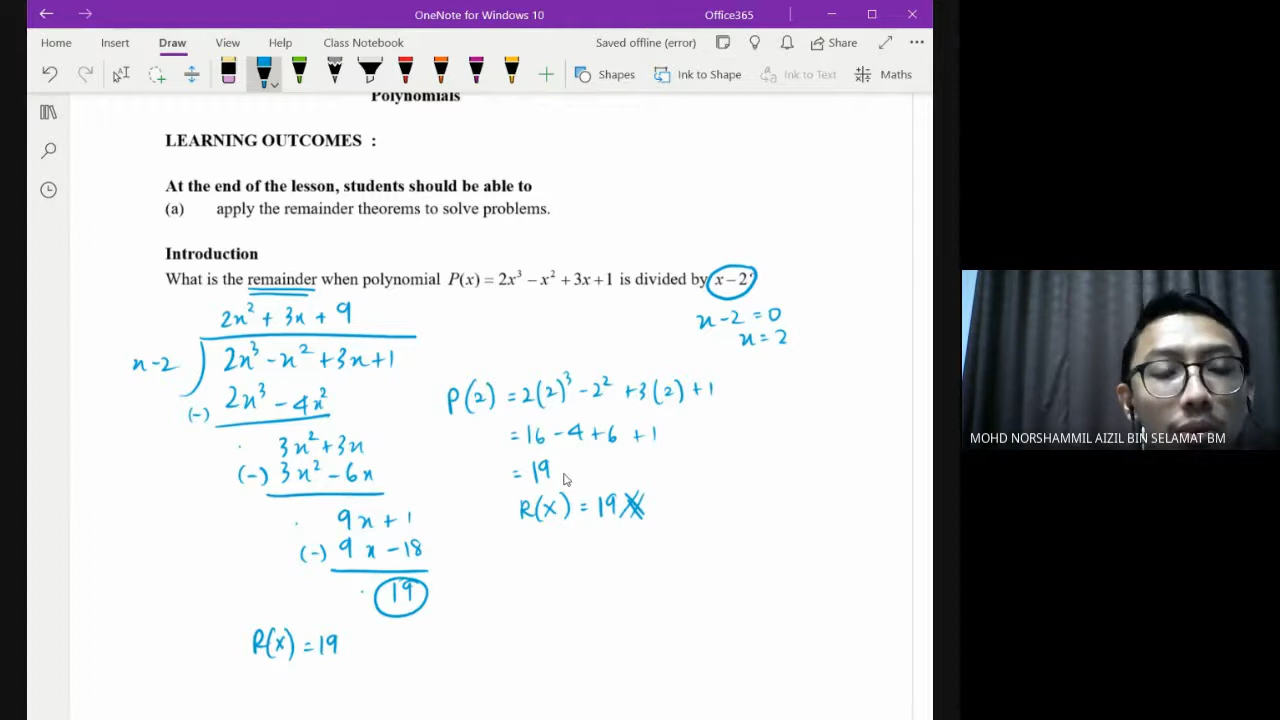 OneNote for Windows 10
Office365
Home Insert Draw View Help Class Notebook
Saved offline (error)
Share
Shapes
Ink to Shape
Ink to Text
Maths
Polynomials
LEARNING OUTCOMES :
At the end of the lesson, students should be able to
(a) apply the remainder theorems to solve problems.
Introduction
What is the remainder when polynomial P(x) = 2x³ − x² + 3x + 1 is divided by x − 2?
2x² + 3x + 9
x - 2 ) 2x³ - x² + 3x + 1
(-) 2x³ - 4x²
3x² + 3x
(-) 3x² - 6x
9x + 1
(-) 9x - 18
19
R(x) = 19
x - 2 = 0
x = 2
P(2) = 2(2)³ - 2² + 3(2) + 1
= 16 - 4 + 6 + 1
= 19
R(x) = 19
MOHD NORSHAMMIL AIZIL BIN SELAMAT BM